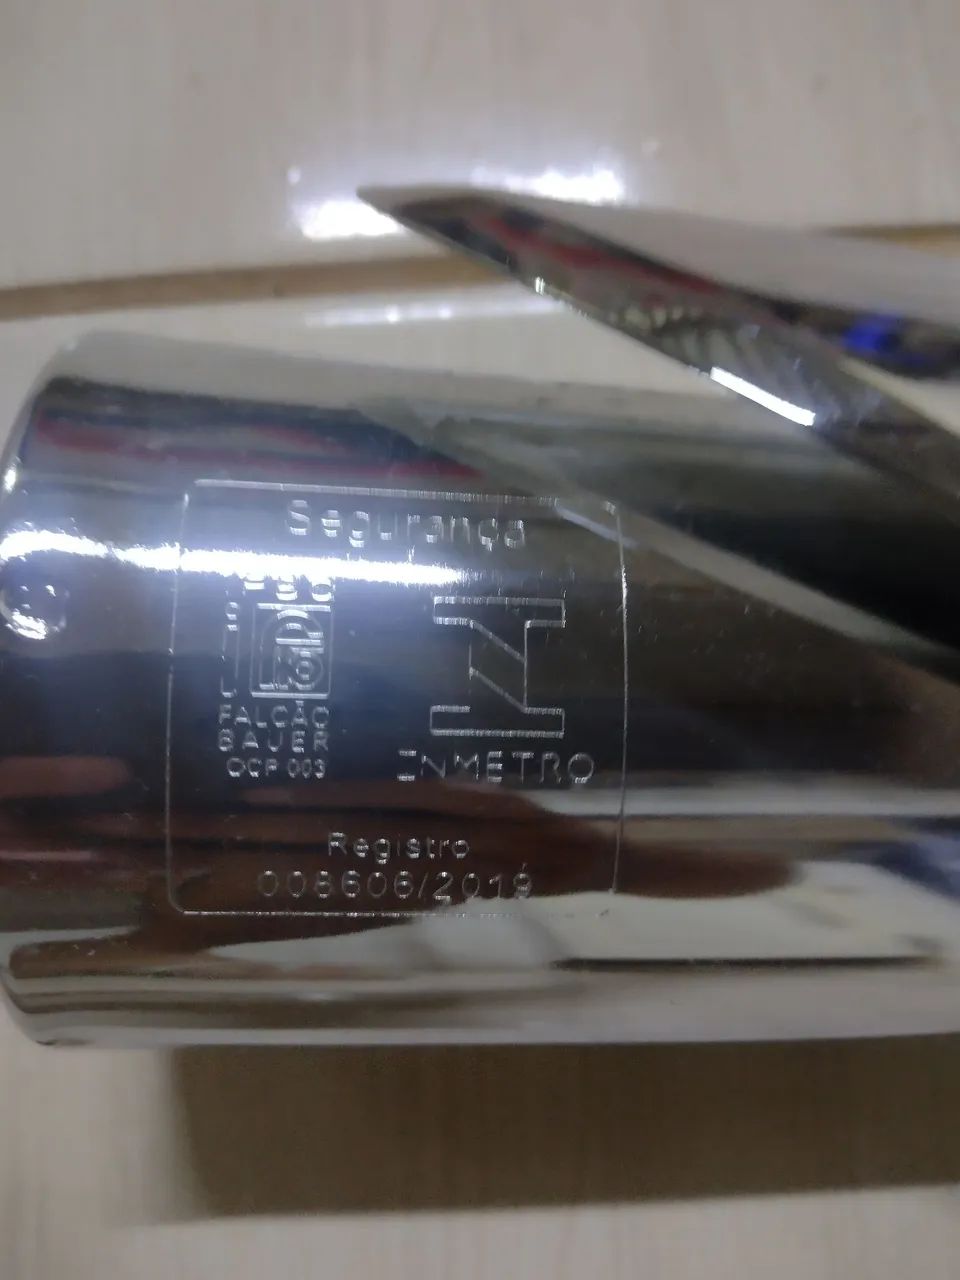 Segurança
FALCÃO
BAUER
OCP 003
INMETRO
Registro
008606/2019